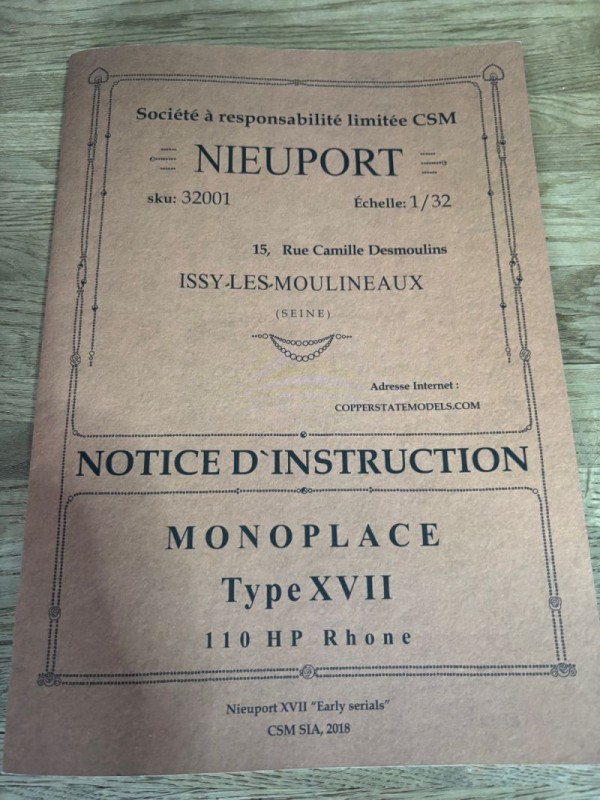 Société à responsabilité limitée CSM
NIEUPORT
sku: 32001 Échelle: 1/32
15, Rue Camille Desmoulins
ISSY-LES-MOULINEAUX
(SEINE)
Adresse Internet :
COPPERSTATEMODELS.COM
NOTICE D`INSTRUCTION
MONOPLACE
Type XVII
110 HP Rhone
Nieuport XVII "Early serials"
CSM SIA, 2018